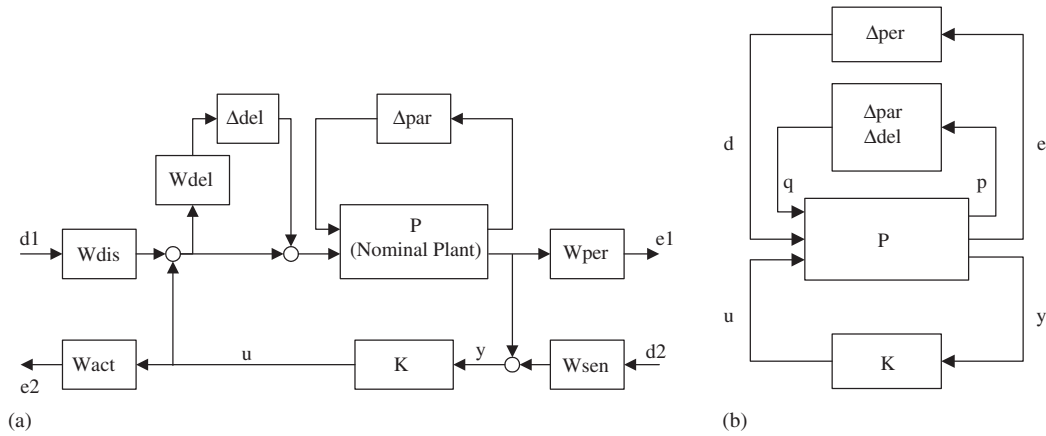 Δdel
Δpar
Wdel
P
(Nominal Plant)
d1
Wdis
Wper
e1
u
y
d2
Wact
K
Wsen
e2
(a)
Δper
Δpar
Δdel
d
e
q
p
P
u
y
K
(b)